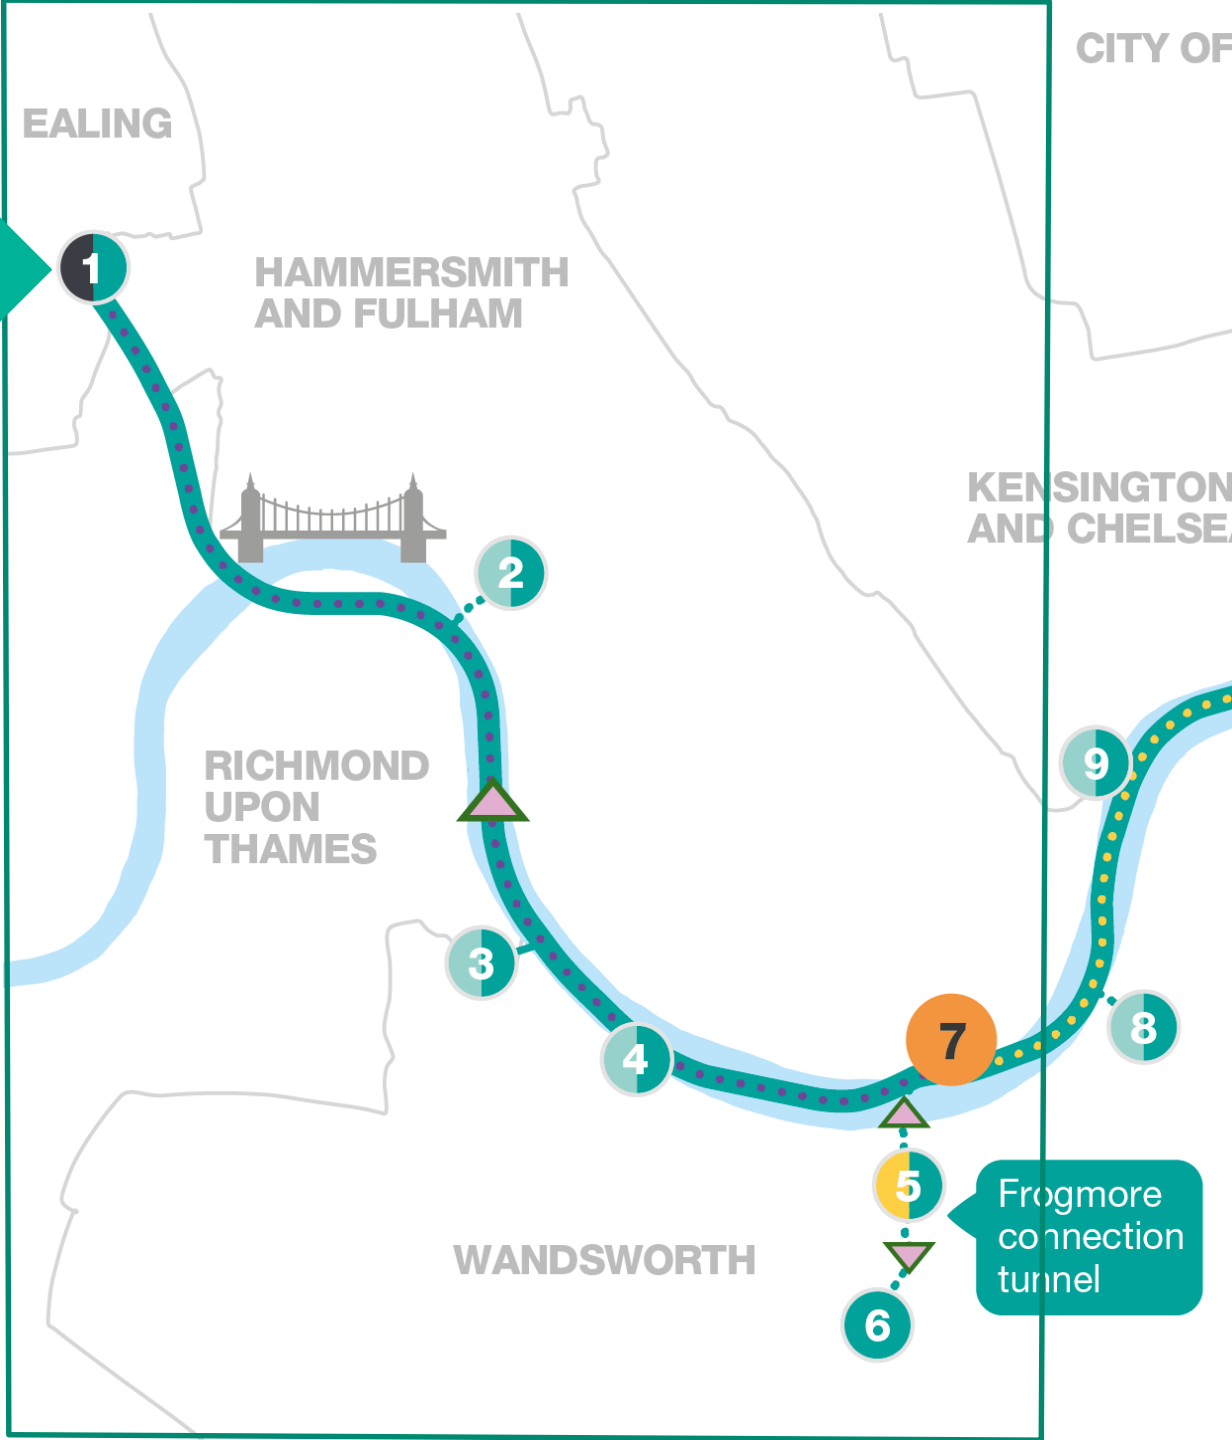 CITY OF
EALING
1
HAMMERSMITH
AND FULHAM
KENSINGTON
AND CHELSEA
2
RICHMOND
UPON
THAMES
9
3
7
8
4
5
Frogmore
connection
tunnel
WANDSWORTH
6